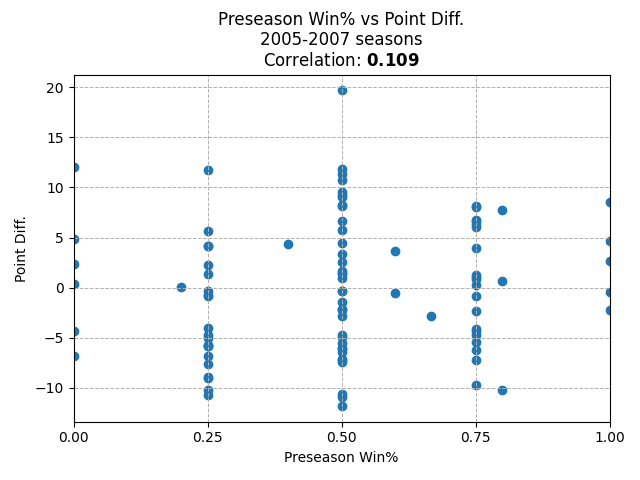 Preseason Win% vs Point Diff.
2005-2007 seasons
Correlation: 0.109
Point Diff.
20
15
10
5
0
−5
−10
0.00 0.25 0.50 0.75 1.00
Preseason Win%